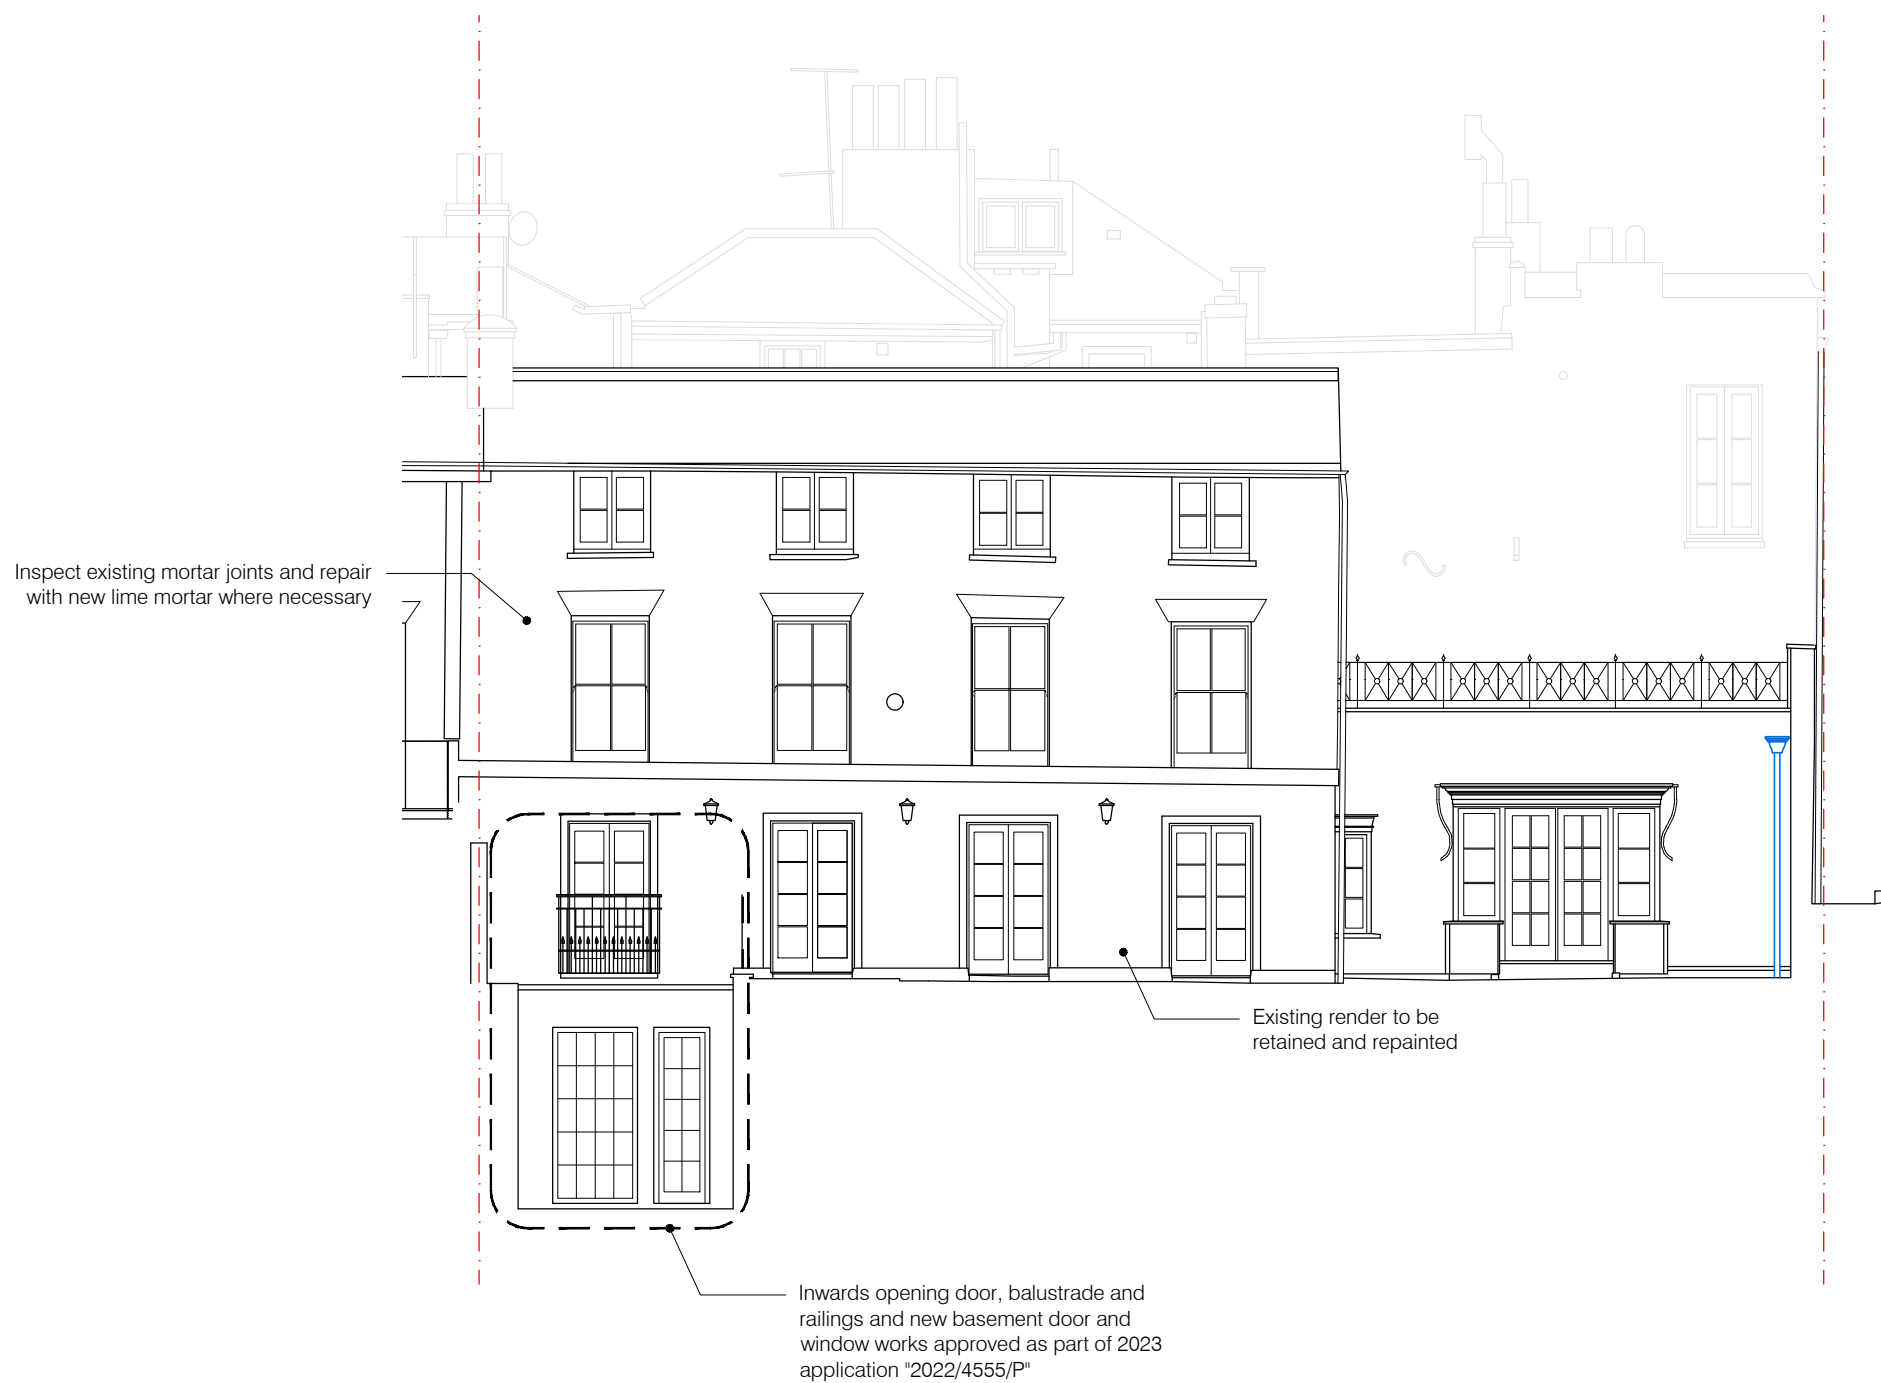 Inspect existing mortar joints and repair
with new lime mortar where necessary
Existing render to be
retained and repainted
Inwards opening door, balustrade and
railings and new basement door and
window works approved as part of 2023
application "2022/4555/P"